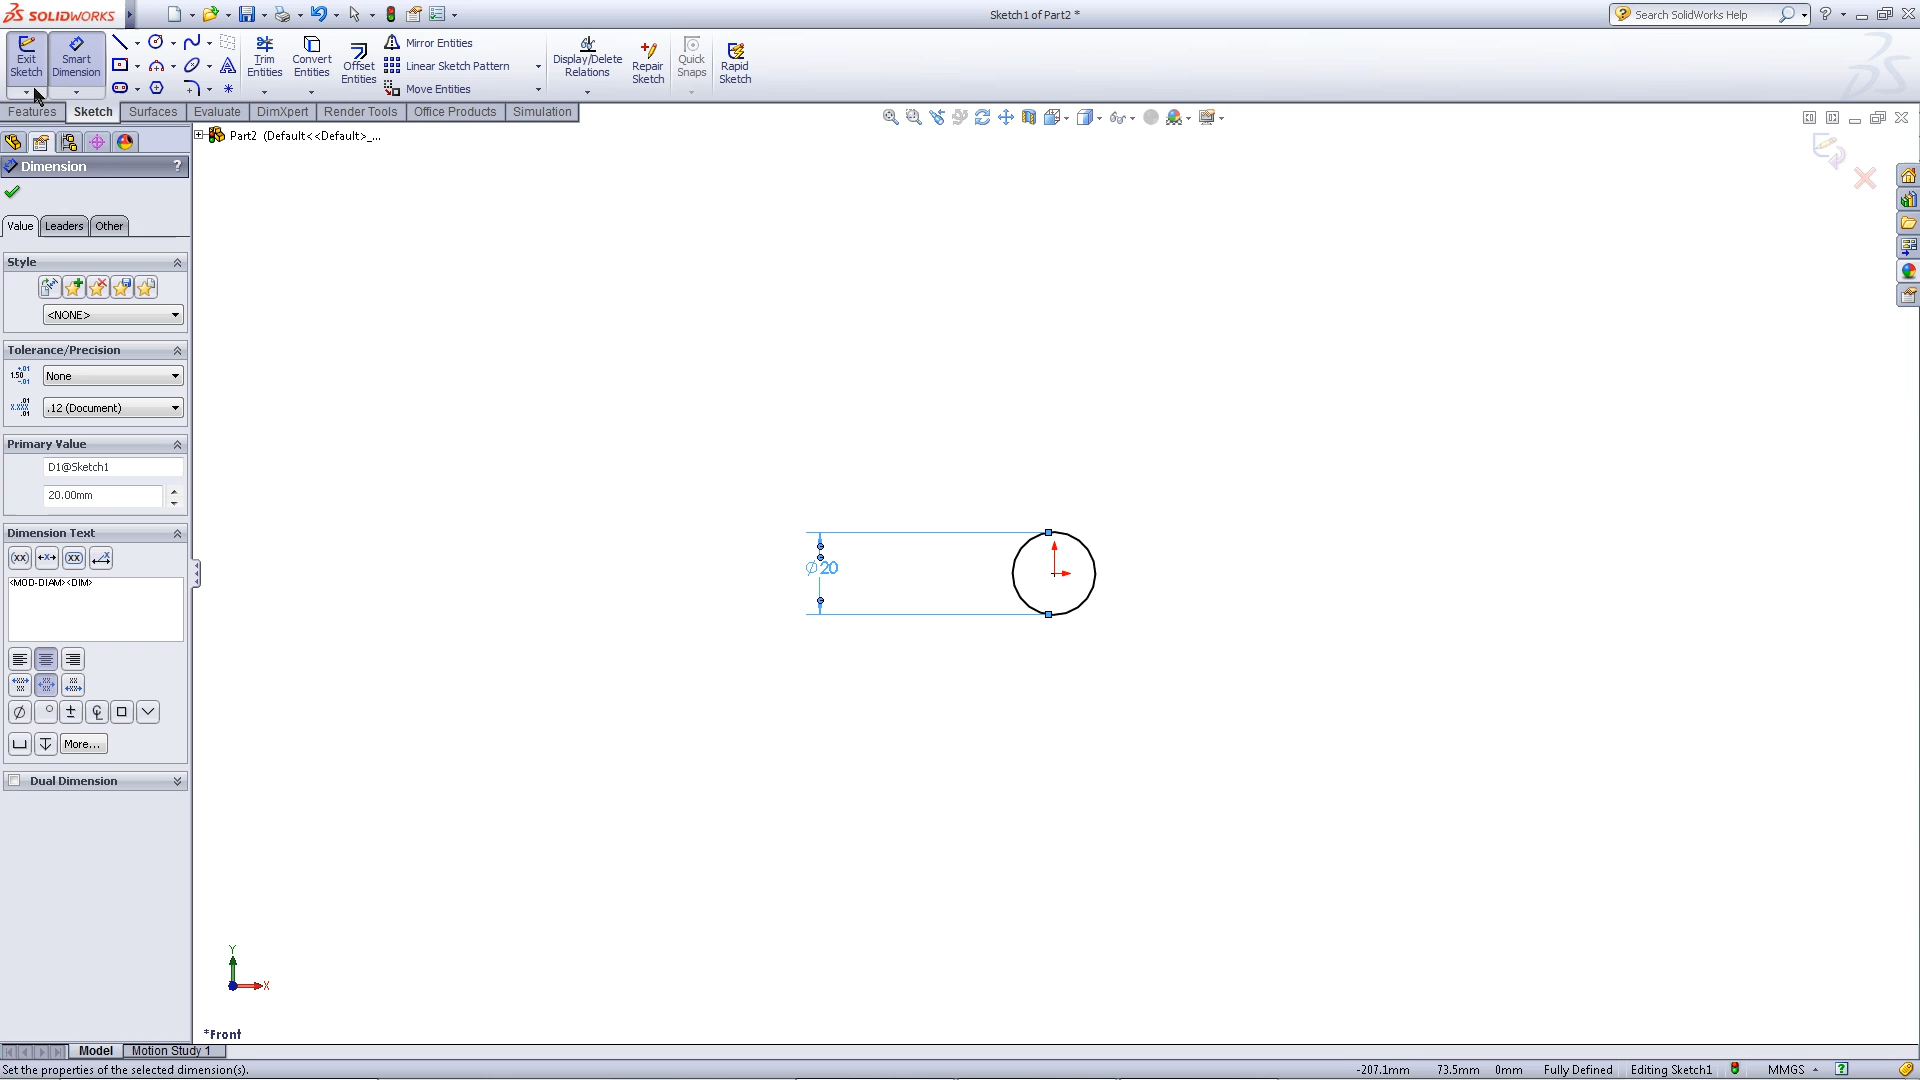 SOLIDWORKS
Sketch1 of Part2 *
Search SolidWorks Help
Exit Sketch
Smart Dimension
Trim Entities
Convert Entities
Offset Entities
Mirror Entities
Linear Sketch Pattern
Move Entities
Display/Delete Relations
Repair Sketch
Quick Snaps
Rapid Sketch
Features Sketch Surfaces Evaluate DimXpert Render Tools Office Products Simulation
Part2 (Default<<Default>_...
Dimension ?
Value Leaders Other
Style
<NONE>
Tolerance/Precision
None
.12 (Document)
Primary Value
D1@Sketch1
20.00mm
Dimension Text
<MOD-DIAM><DIM>
More...
Dual Dimension
∅20
Y
X
*Front
Model Motion Study 1
Set the properties of the selected dimension(s).
-207.1mm 73.5mm 0mm Fully Defined Editing Sketch1 MMGS